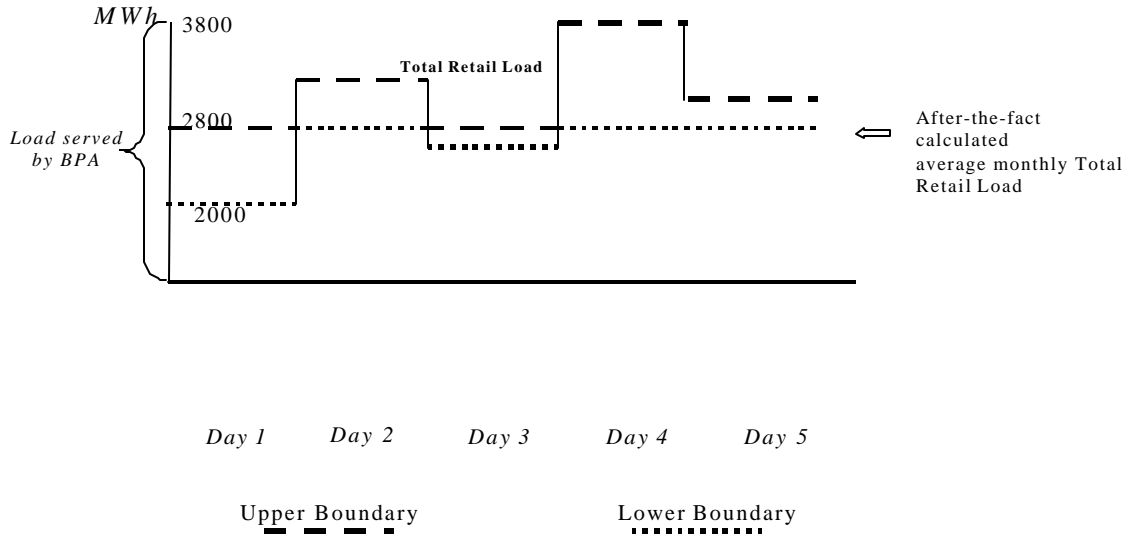 MWh
3800
Total Retail Load
2800
Load served
by BPA
After-the-fact
calculated
average monthly Total
Retail Load
2000
Day 1
Day 2
Day 3
Day 4
Day 5
Upper Boundary
Lower Boundary